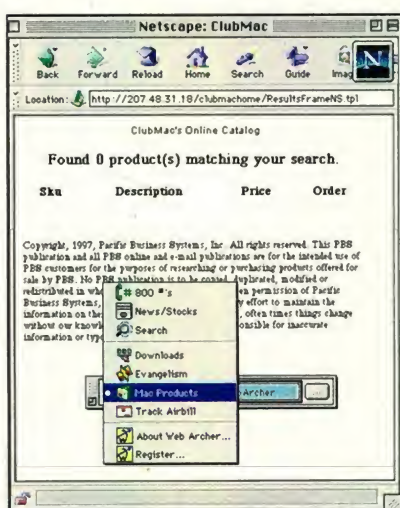 Netscape: ClubMac
Back Forward Reload Home Search Guide Imag N
Location: http://207.48.31.18/clubmachome/ResultsFrameNS.tpl
ClubMac's Online Catalog
Found 0 product(s) matching your search.
Sku Description Price Order
Copyright, 1997, Pacific Business Systems, Inc. All rights reserved. This PBS
publication and all PBS online and e-mail publications are for the intended use of
PBS customers for the purposes of researching or purchasing products offered for
sale by PBS. No PBS publication is to be copied, duplicated, modified or
redistributed in who en permission of Pacific
Business Systems, y effort to maintain the
information on the , often times things change
without our knowl onsible for inaccurate
information or typ
# 800 #'s
News/Stocks
Search
Downloads
Evangelism
Mac Products
Archer
...
Track Airbill
About Web Archer...
Register...